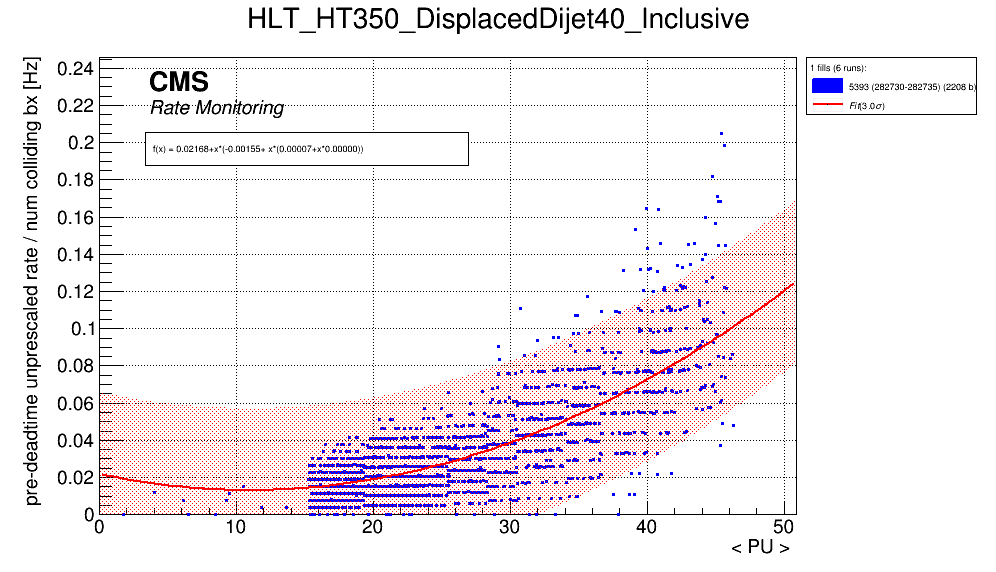 HLT_HT350_DisplacedDijet40_Inclusive
pre-deadtime unprescaled rate / num colliding bx [Hz]
0.24
0.22
0.2
0.18
0.16
0.14
0.12
0.1
0.08
0.06
0.04
0.02
0
CMS
Rate Monitoring
f(x) = 0.02168+x*(-0.00155+ x*(0.00007+x*0.00000))
1 fills (6 runs):
5393 (282730-282735) (2208 b)
Fit(3.0σ)
0 10 20 30 40 50
< PU >